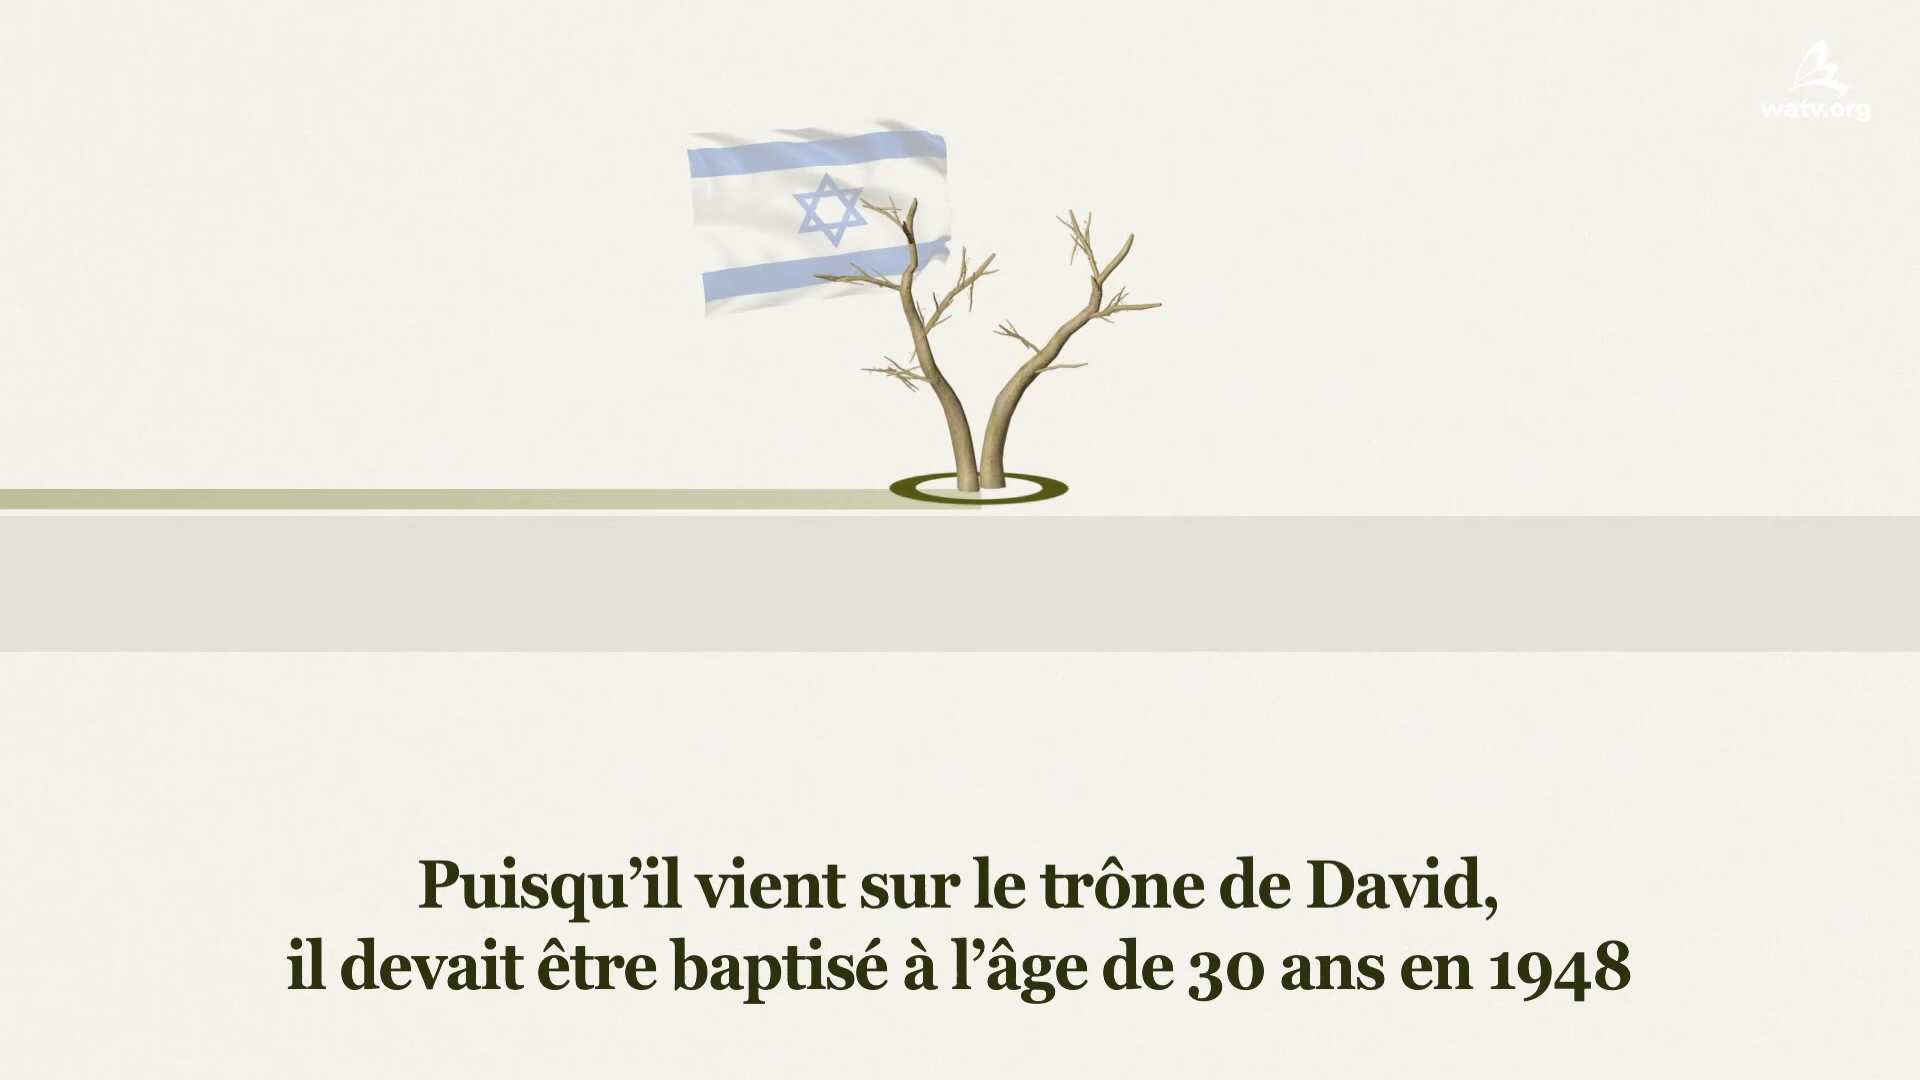 watv.org
Puisqu’il vient sur le trône de David,
il devait être baptisé à l’âge de 30 ans en 1948